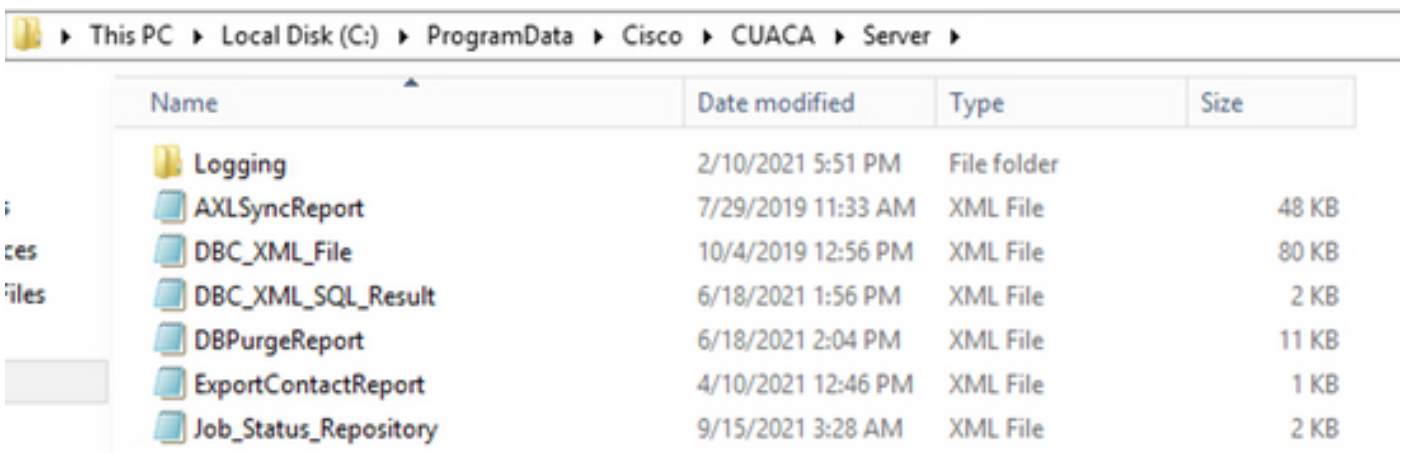 This PC Local Disk (C:) ProgramData Cisco CUACA Server
Name Date modified Type Size
Logging 2/10/2021 5:51 PM File folder
AXLSyncReport 7/29/2019 11:33 AM XML File 48 KB
ces DBC_XML_File 10/4/2019 12:56 PM XML File 80 KB
iles DBC_XML_SQL_Result 6/18/2021 1:56 PM XML File 2 KB
DBPurgeReport 6/18/2021 2:04 PM XML File 11 KB
ExportContactReport 4/10/2021 12:46 PM XML File 1 KB
Job_Status_Repository 9/15/2021 3:28 AM XML File 2 KB